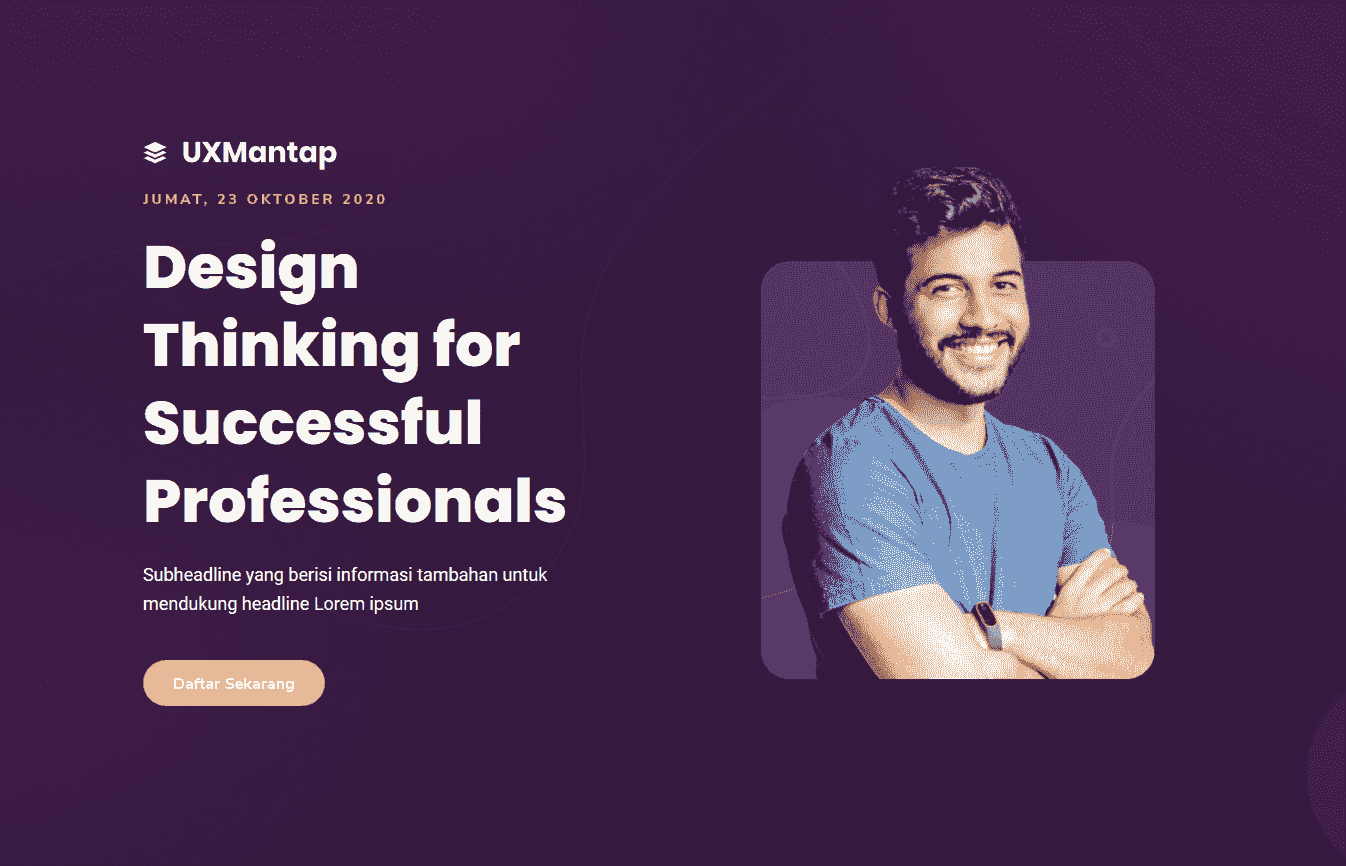 UXMantap
JUMAT, 23 OKTOBER 2020
Design
Thinking for
Successful
Professionals
Subheadline yang berisi informasi tambahan untuk
mendukung headline Lorem ipsum
Daftar Sekarang